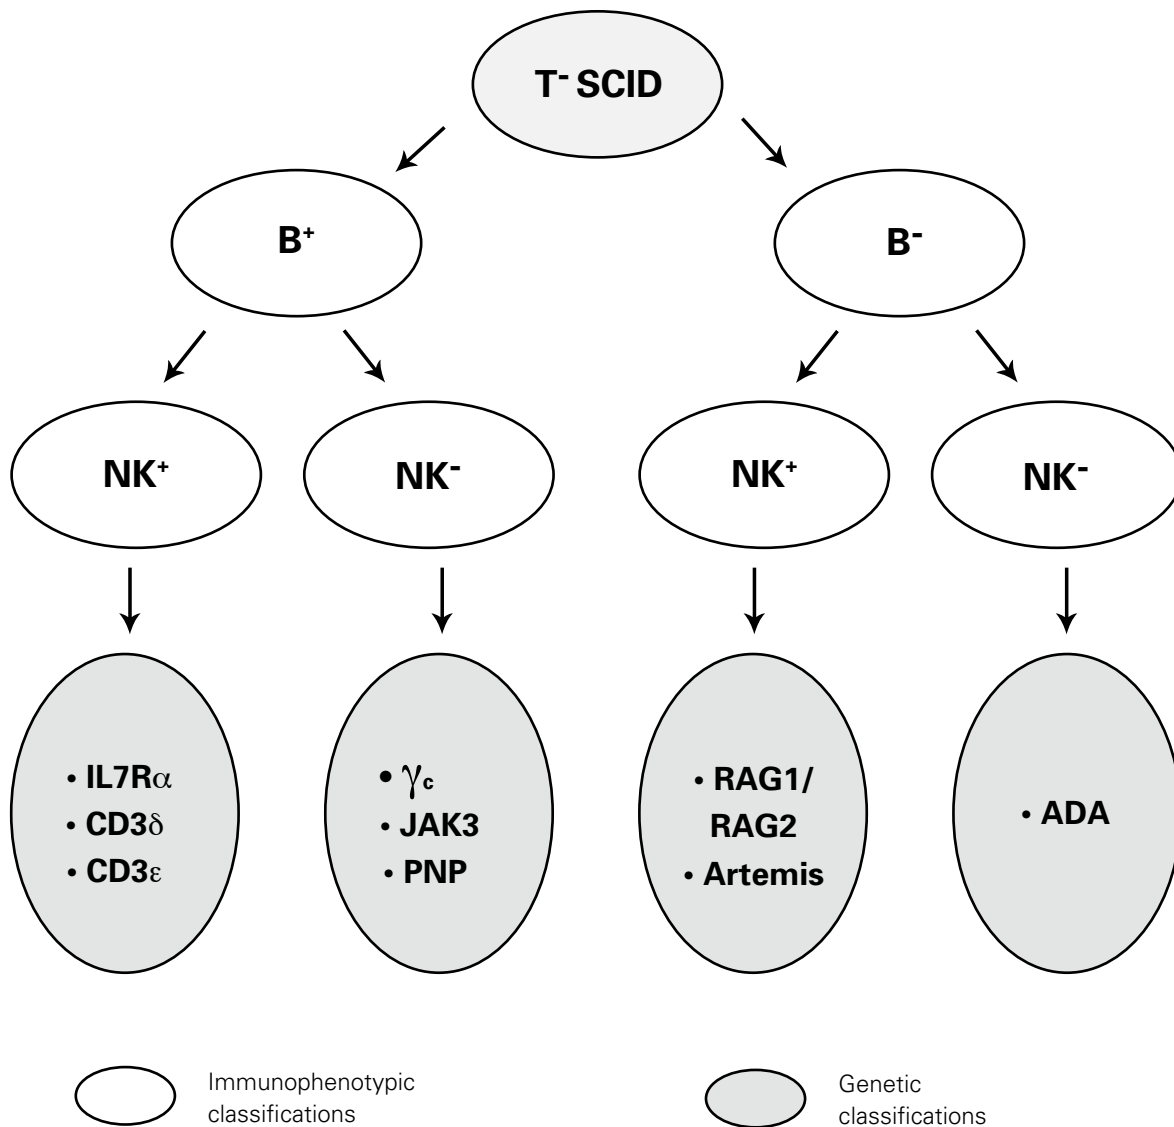 T⁻ SCID
B⁺
B⁻
NK⁺
NK⁻
NK⁺
NK⁻
• IL7Rα
• CD3δ
• CD3ε
• γc
• JAK3
• PNP
• RAG1/
RAG2
• Artemis
• ADA
Immunophenotypic
classifications
Genetic
classifications